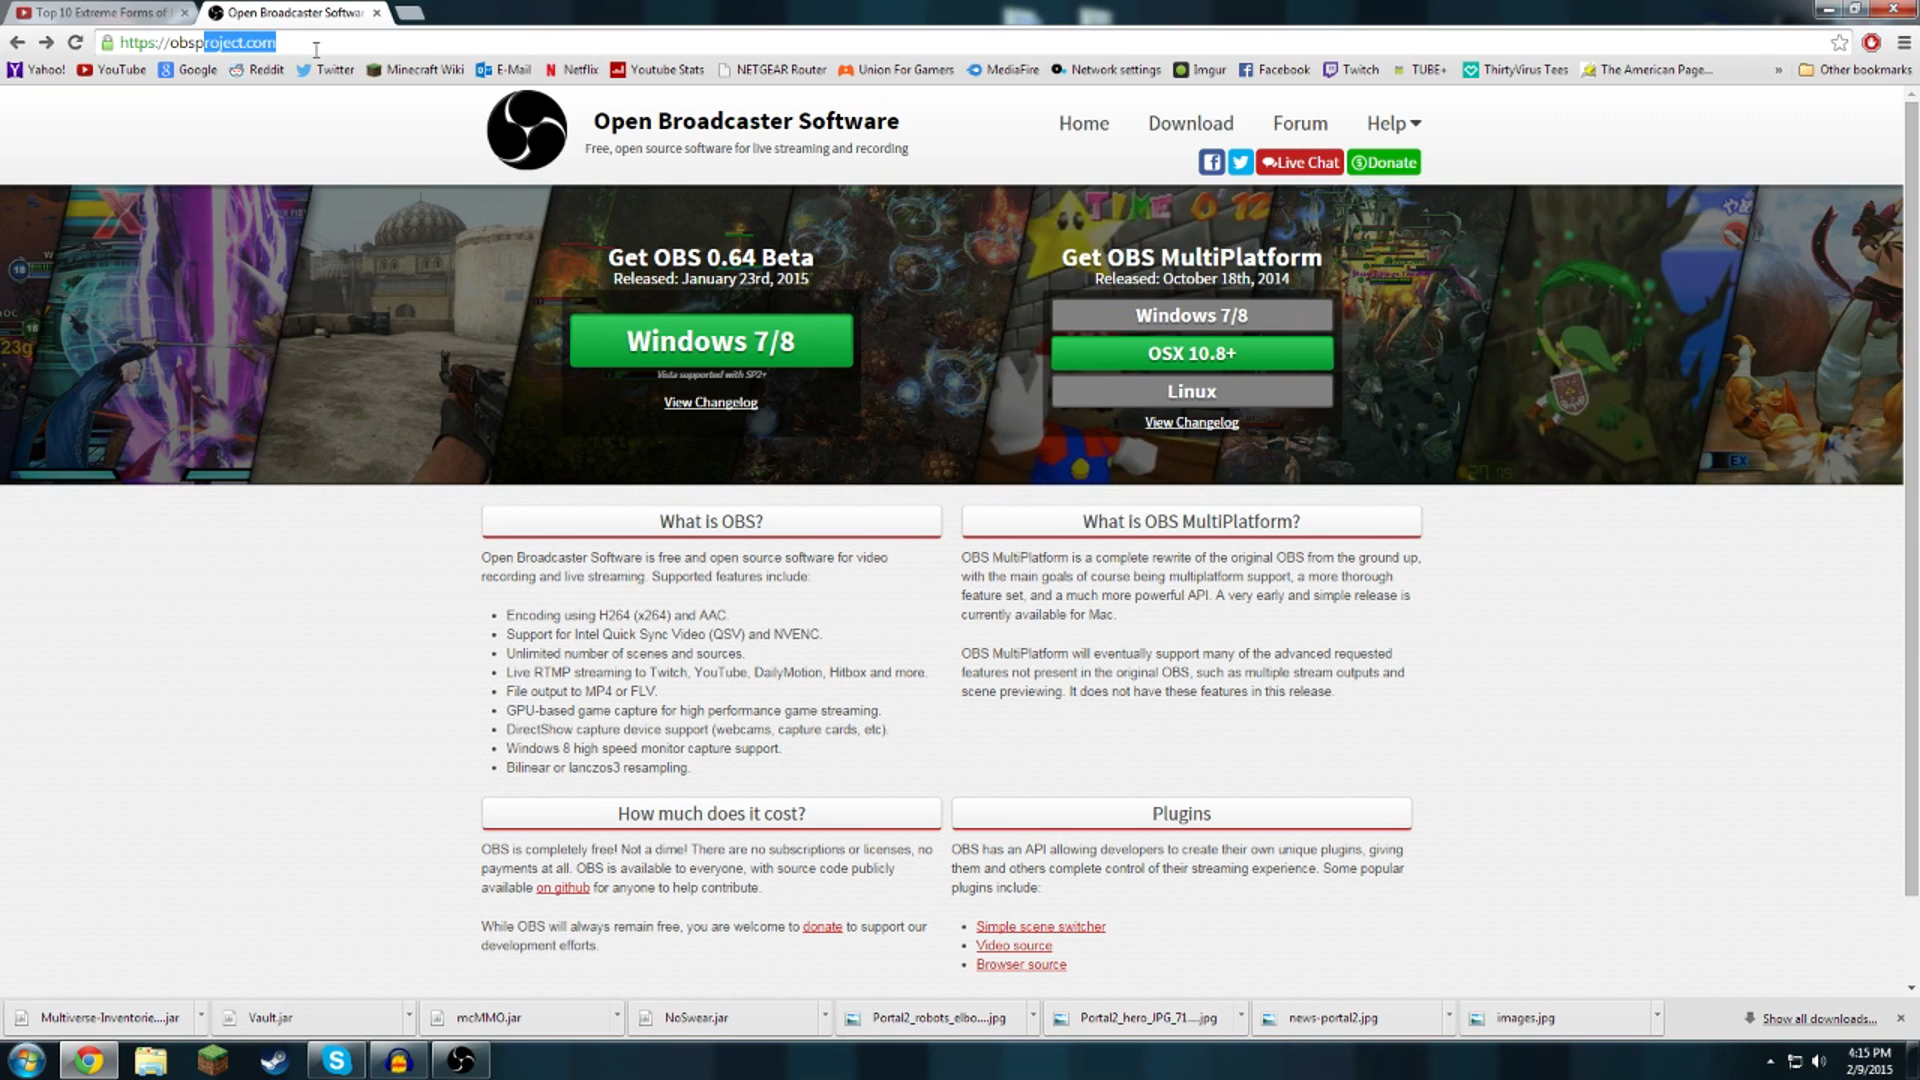 Top 10 Extreme Forms of
Open Broadcaster Softwar
https://obsproject.com
Yahoo! YouTube Google Reddit Twitter Minecraft Wiki E-Mail Netflix Youtube Stats NETGEAR Router Union For Gamers MediaFire Network settings Imgur Facebook Twitch TUBE+ ThirtyVirus Tees The American Page... » Other bookmarks
Open Broadcaster Software
Free, open source software for live streaming and recording
Home Download Forum Help
Live Chat Donate
Get OBS 0.64 Beta
Released: January 23rd, 2015
Windows 7/8
Vista supported with SP2+
View Changelog
Get OBS MultiPlatform
Released: October 18th, 2014
Windows 7/8
OSX 10.8+
Linux
View Changelog
TIME 0 12
18
18
23g
EX
What is OBS?
Open Broadcaster Software is free and open source software for video
recording and live streaming. Supported features include:
• Encoding using H264 (x264) and AAC.
• Support for Intel Quick Sync Video (QSV) and NVENC.
• Unlimited number of scenes and sources.
• Live RTMP streaming to Twitch, YouTube, DailyMotion, Hitbox and more.
• File output to MP4 or FLV.
• GPU-based game capture for high performance game streaming.
• DirectShow capture device support (webcams, capture cards, etc).
• Windows 8 high speed monitor capture support.
• Bilinear or lanczos3 resampling.
What is OBS MultiPlatform?
OBS MultiPlatform is a complete rewrite of the original OBS from the ground up,
with the main goals of course being multiplatform support, a more thorough
feature set, and a much more powerful API. A very early and simple release is
currently available for Mac.
OBS MultiPlatform will eventually support many of the advanced requested
features not present in the original OBS, such as multiple stream outputs and
scene previewing. It does not have these features in this release.
How much does it cost?
OBS is completely free! Not a dime! There are no subscriptions or licenses, no
payments at all. OBS is available to everyone, with source code publicly
available on github for anyone to help contribute.
While OBS will always remain free, you are welcome to donate to support our
development efforts.
Plugins
OBS has an API allowing developers to create their own unique plugins, giving
them and others complete control of their streaming experience. Some popular
plugins include:
• Simple scene switcher
• Video source
• Browser source
Multiverse-Inventorie....jar Vault.jar mcMMO.jar NoSwear.jar Portal2_robots_elbo....jpg Portal2_hero_JPG_71....jpg news-portal2.jpg images.jpg Show all downloads...
4:15 PM
2/9/2015